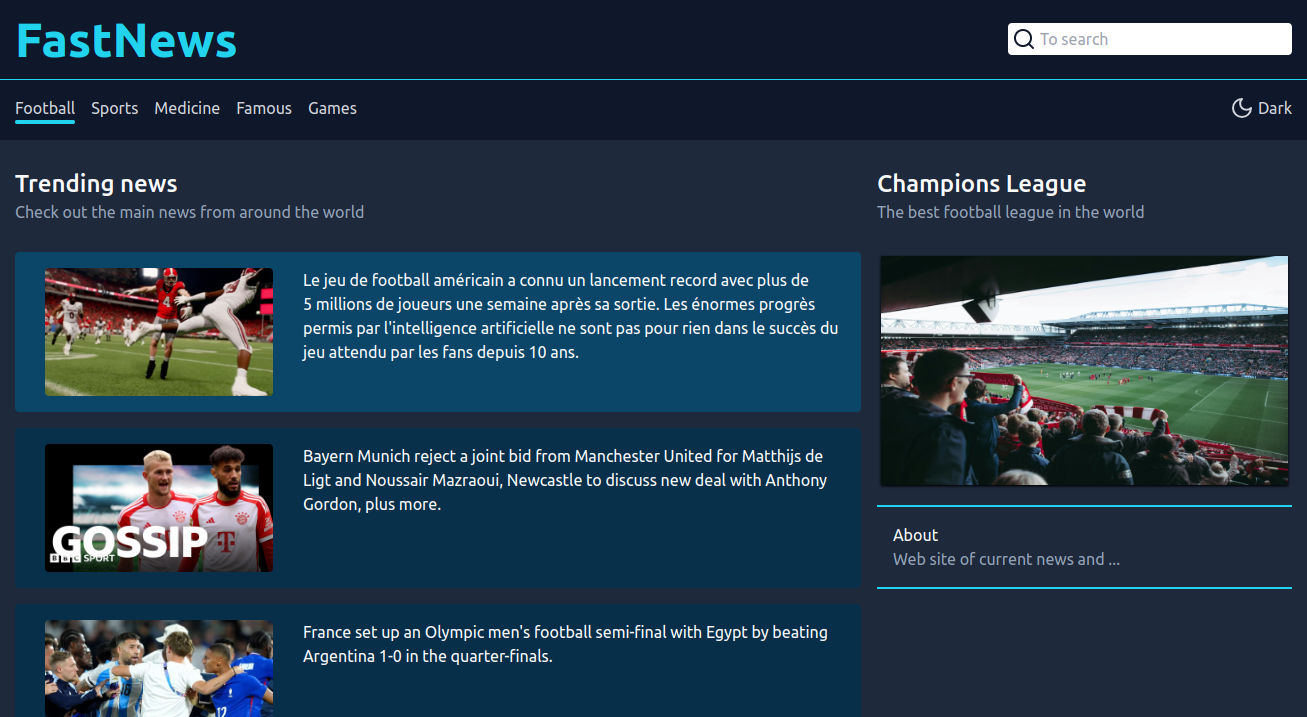 FastNews
To search
Football
Sports
Medicine
Famous
Games
Dark
Trending news
Check out the main news from around the world
Le jeu de football américain a connu un lancement record avec plus de
5 millions de joueurs une semaine après sa sortie. Les énormes progrès
permis par l'intelligence artificielle ne sont pas pour rien dans le succès du
jeu attendu par les fans depuis 10 ans.
4
GOSSIP
BBC SPORT
T
Bayern Munich reject a joint bid from Manchester United for Matthijs de
Ligt and Noussair Mazraoui, Newcastle to discuss new deal with Anthony
Gordon, plus more.
12
France set up an Olympic men's football semi-final with Egypt by beating
Argentina 1-0 in the quarter-finals.
Champions League
The best football league in the world
About
Web site of current news and ...